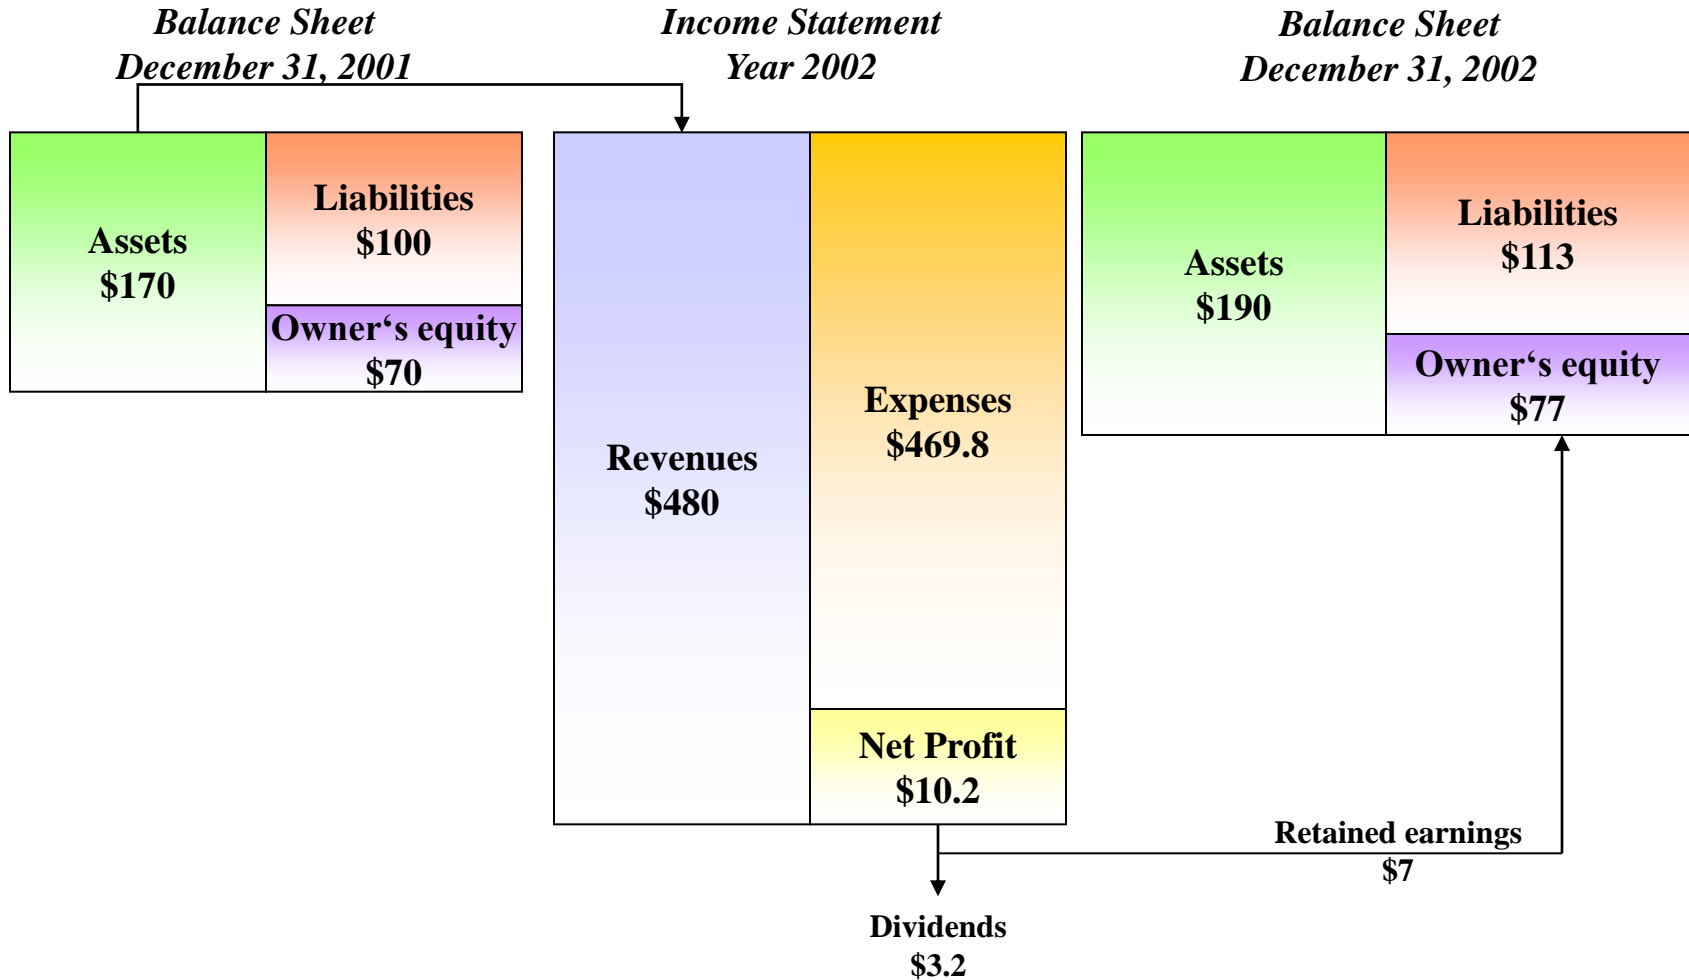 Balance Sheet
December 31, 2001
Assets
$170
Liabilities
$100
Owner‘s equity
$70
Income Statement
Year 2002
Revenues
$480
Expenses
$469.8
Net Profit
$10.2
Dividends
$3.2
Retained earnings
$7
Balance Sheet
December 31, 2002
Assets
$190
Liabilities
$113
Owner‘s equity
$77